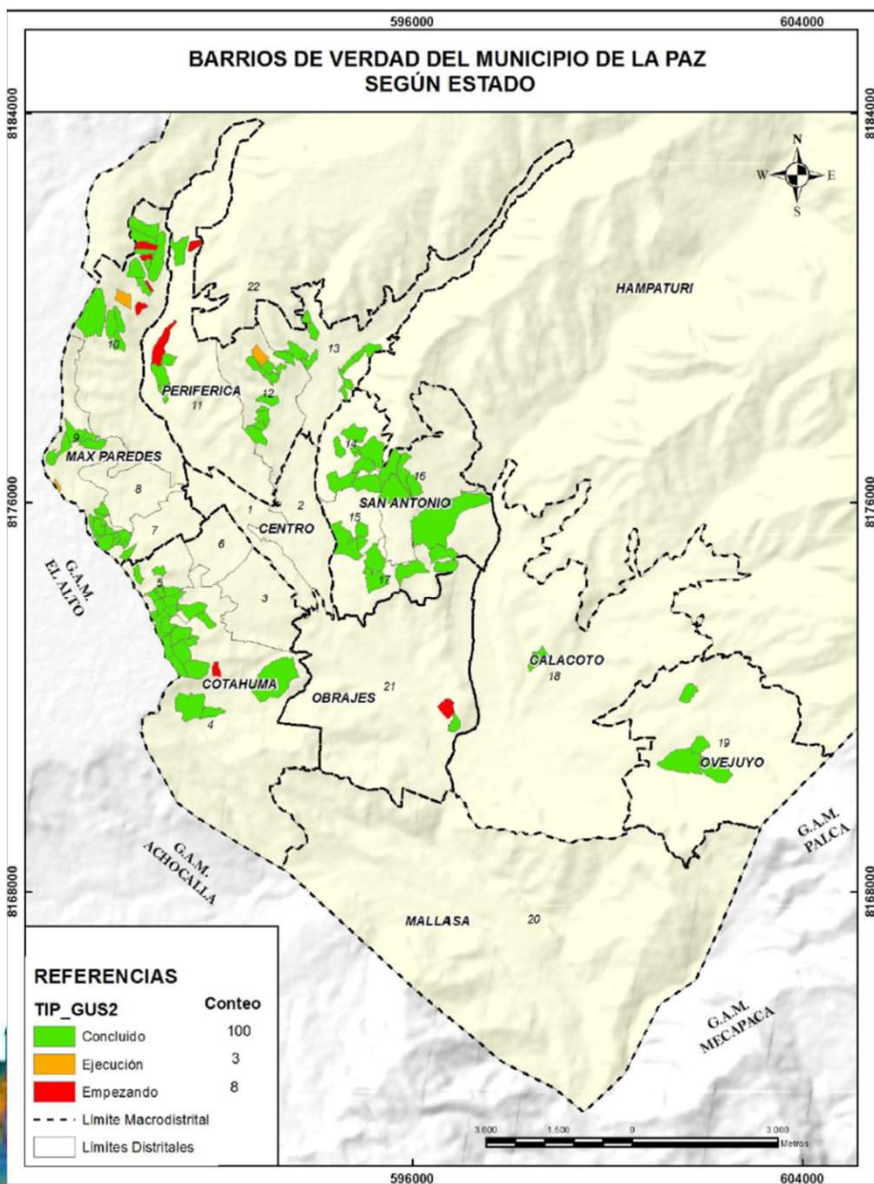 596000
604000
BARRIOS DE VERDAD DEL MUNICIPIO DE LA PAZ
SEGÚN ESTADO
8184000
8184000
N
W
E
S
22
HAMPATURI
10
13
PERIFERICA
12
11
9
MAX PAREDES
14
16
8
8176000
8176000
SAN ANTONIO
1
2
CENTRO
15
7
6
G.A.M.
EL ALTO
5
3
17
CALACOTO
18
COTAHUMA
OBRAJES
21
4
19
OVEJUYO
G.A.M.
PALCA
G.A.M.
ACHOCALLA
8168000
8168000
MALLASA
20
G.A.M.
MECAPACA
REFERENCIAS
TIP_GUS2
Conteo
Concluido
100
Ejecución
3
Empezando
8
Límite Macrodistrital
Límites Distritales
3.000
1.500
0
3.000
Metros
596000
604000